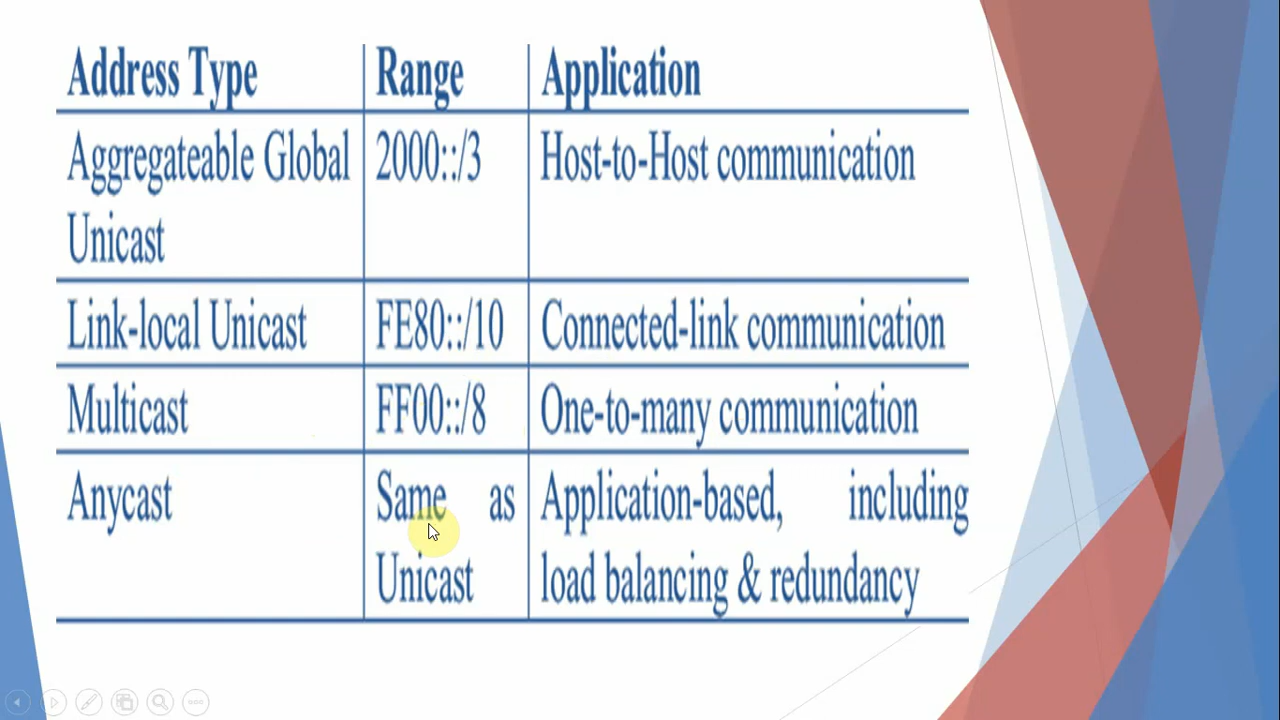 Address Type Range Application
Aggregateable Global 2000::/3 Host-to-Host communication
Unicast
Link-local Unicast FE80::/10 Connected-link communication
Multicast FF00::/8 One-to-many communication
Anycast Same as Application-based, including
Unicast load balancing & redundancy